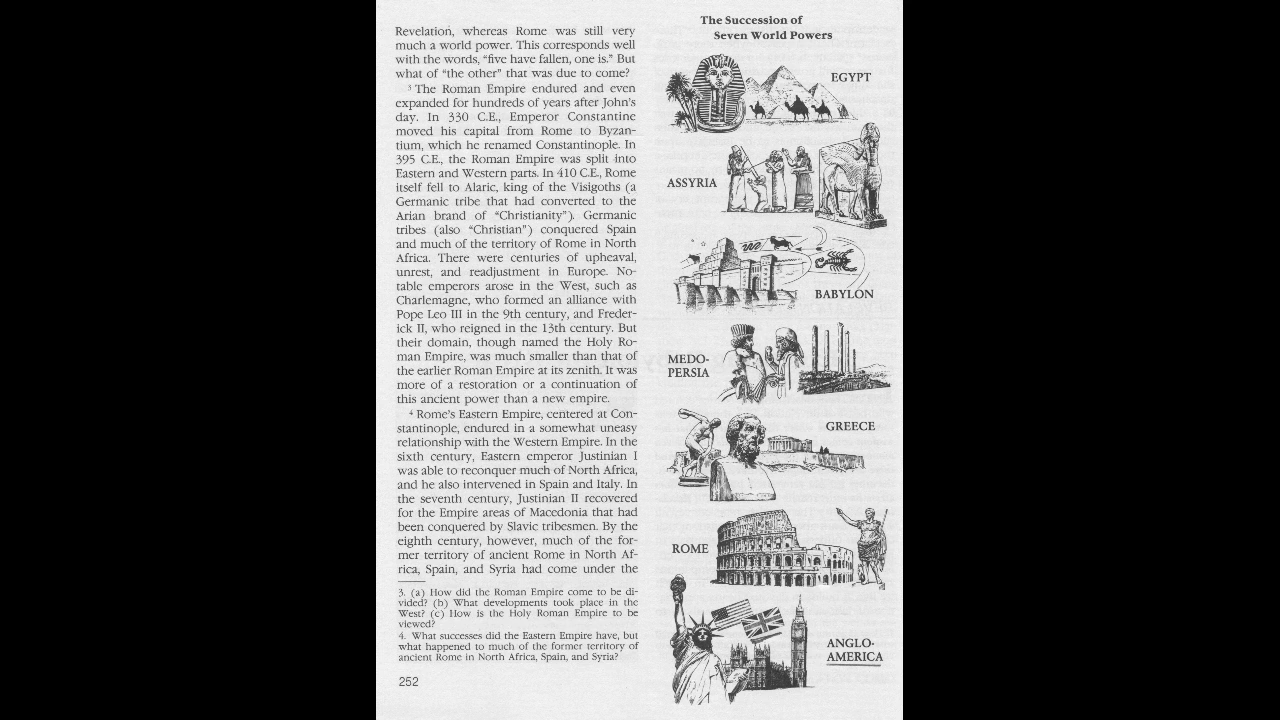 Revelation, whereas Rome was still very
much a world power. This corresponds well
with the words, “five have fallen, one is.” But
what of “the other” that was due to come?
3 The Roman Empire endured and even
expanded for hundreds of years after John’s
day. In 330 C.E., Emperor Constantine
moved his capital from Rome to Byzan-
tium, which he renamed Constantinople. In
395 C.E., the Roman Empire was split into
Eastern and Western parts. In 410 C.E., Rome
itself fell to Alaric, king of the Visigoths (a
Germanic tribe that had converted to the
Arian brand of “Christianity”). Germanic
tribes (also “Christian”) conquered Spain
and much of the territory of Rome in North
Africa. There were centuries of upheaval,
unrest, and readjustment in Europe. No-
table emperors arose in the West, such as
Charlemagne, who formed an alliance with
Pope Leo III in the 9th century, and Freder-
ick II, who reigned in the 13th century. But
their domain, though named the Holy Ro-
man Empire, was much smaller than that of
the earlier Roman Empire at its zenith. It was
more of a restoration or a continuation of
this ancient power than a new empire.
4 Rome’s Eastern Empire, centered at Con-
stantinople, endured in a somewhat uneasy
relationship with the Western Empire. In the
sixth century, Eastern emperor Justinian I
was able to reconquer much of North Africa,
and he also intervened in Spain and Italy. In
the seventh century, Justinian II recovered
for the Empire areas of Macedonia that had
been conquered by Slavic tribesmen. By the
eighth century, however, much of the for-
mer territory of ancient Rome in North Af-
rica, Spain, and Syria had come under the
3. (a) How did the Roman Empire come to be di-
vided? (b) What developments took place in the
West? (c) How is the Holy Roman Empire to be
viewed?
4. What successes did the Eastern Empire have, but
what happened to much of the former territory of
ancient Rome in North Africa, Spain, and Syria?
252
The Succession of
Seven World Powers
EGYPT
ASSYRIA
BABYLON
MEDO-
PERSIA
GREECE
ROME
ANGLO-
AMERICA